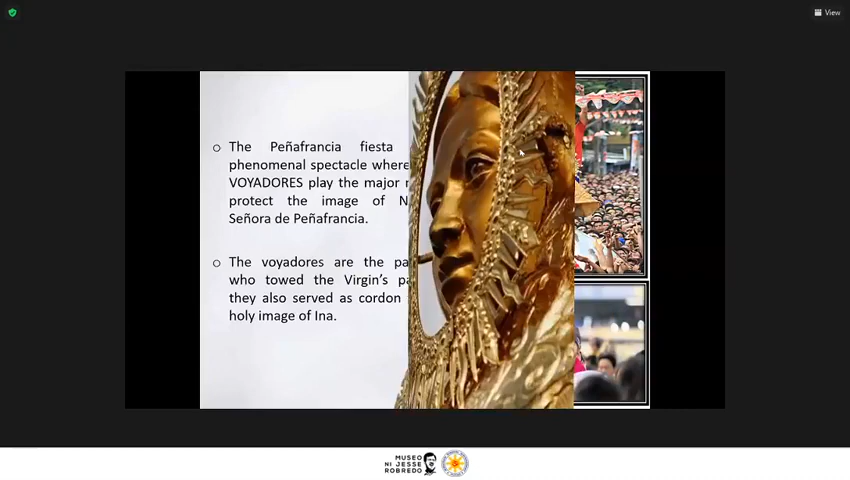 View
The Peñafrancia fiesta
phenomenal spectacle where
VOYADORES play the major
protect the image of
Señora de Peñafrancia.
The voyadores are the
who towed the Virgin's
they also served as cordon
holy image of Ina.
MUSEO
NI JESSE
ROBREDO